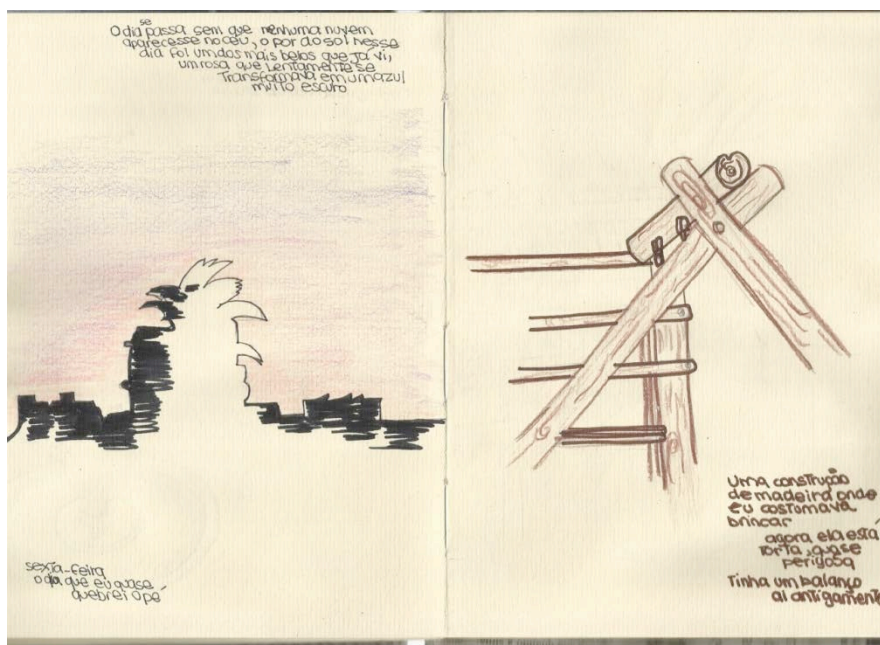 se
O dia passa sem que nenhuma nuvem
aparecesse no céu, o por do sol nesse
dia foi um dos mais belos que já vi,
um rosa que lentamente se
transformava em um azul
muito escuro
sexta-feira
o dia que eu quase
quebrei o pé
Uma construção
de madeira onde
eu costumava
brincar
agora ela está
torta, quase
perigosa
Tinha um balanço
aí antigamente